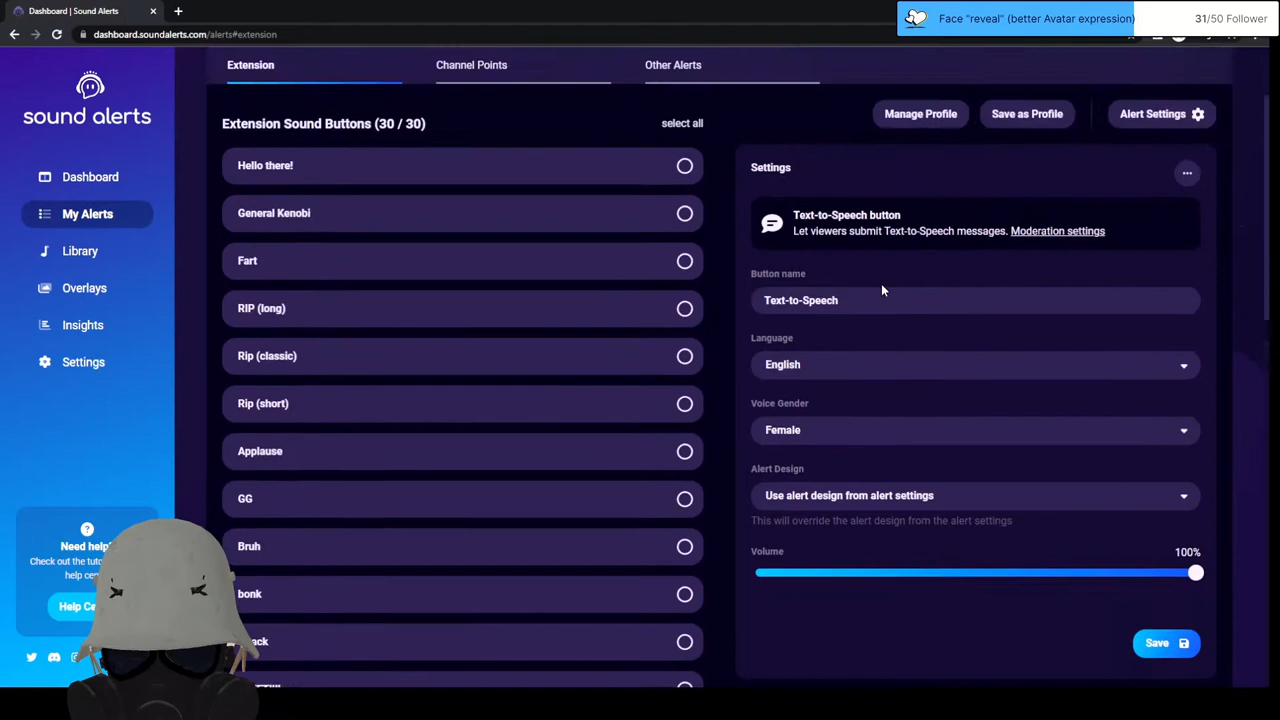 Dashboard | Sound Alerts
dashboard.soundalerts.com/alerts#extension
Face "reveal" (better Avatar expression)
31/50 Follower
sound alerts
Dashboard
My Alerts
Library
Overlays
Insights
Settings
Need help
Check out the
help
Help
Extension
Channel Points
Other Alerts
Extension Sound Buttons (30 / 30)
select all
Hello there!
General Kenobi
Fart
RIP (long)
Rip (classic)
Rip (short)
Applause
GG
Bruh
bonk
Manage Profile
Save as Profile
Alert Settings
Settings
Text-to-Speech button
Let viewers submit Text-to-Speech messages. Moderation settings
Button name
Text-to-Speech
Language
English
Voice Gender
Female
Alert Design
Use alert design from alert settings
This will override the alert design from the alert settings
Volume
100%
Save